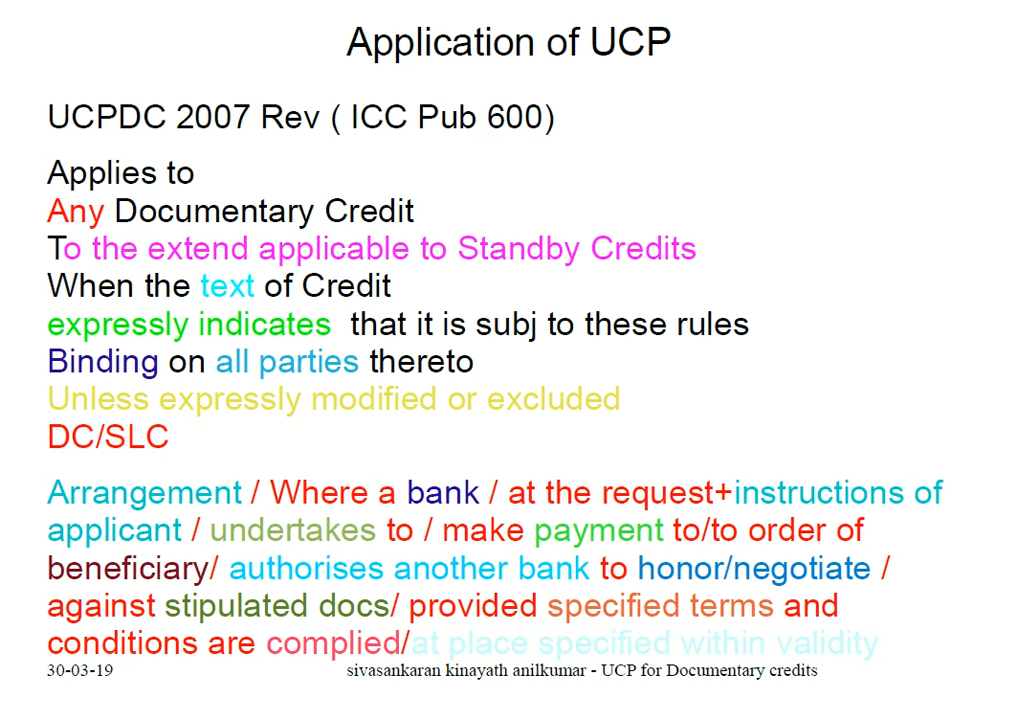 Application of UCP
UCPDC 2007 Rev ( ICC Pub 600)
Applies to
Any Documentary Credit
To the extend applicable to Standby Credits
When the text of Credit
expressly indicates that it is subj to these rules
Binding on all parties thereto
Unless expressly modified or excluded
DC/SLC
Arrangement / Where a bank / at the request+instructions of
applicant / undertakes to / make payment to/to order of
beneficiary/ authorises another bank to honor/negotiate /
against stipulated docs/ provided specified terms and
conditions are complied/at place specified within validity
30-03-19 sivasankaran kinayath anilkumar - UCP for Documentary credits